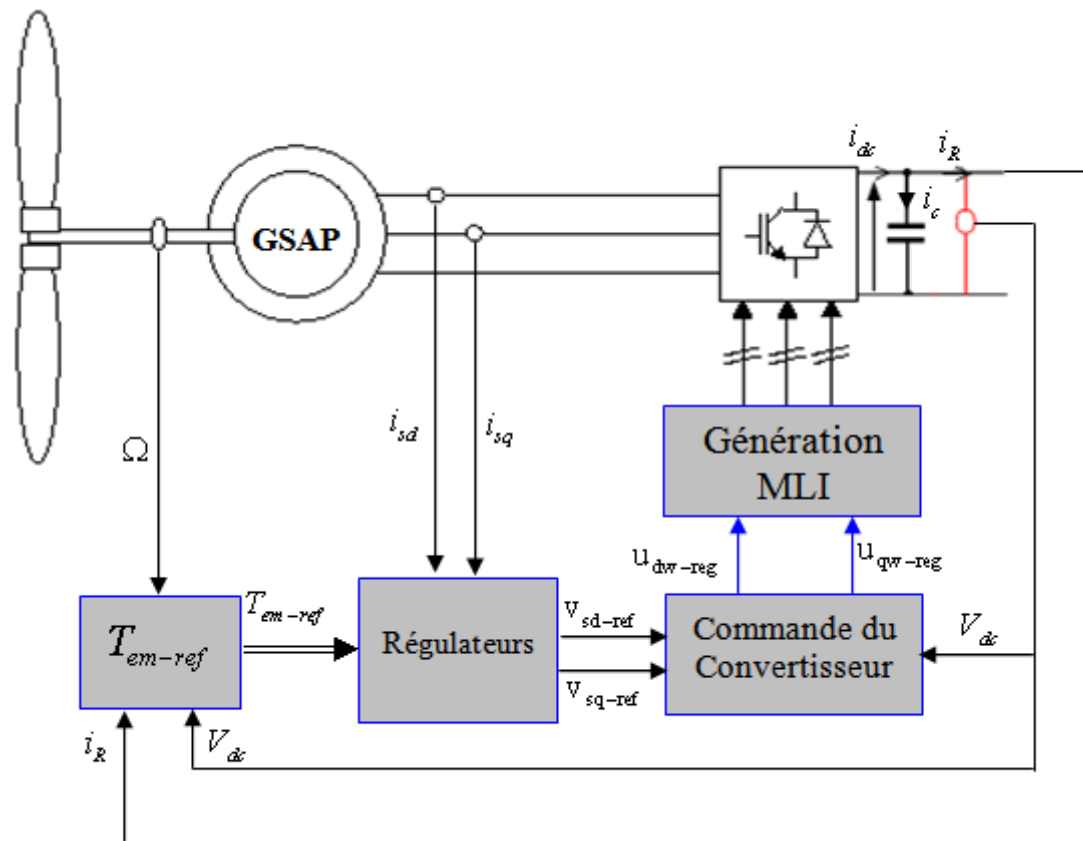 i_dc
i_R
i_c
GSAP
Ω
i_sd
i_sq
Génération
MLI
u_dw-reg
u_qw-reg
T_em-ref
T_em-ref
Régulateurs
v_sd-ref
v_sq-ref
Commande du
Convertisseur
V_dc
i_R
V_dc